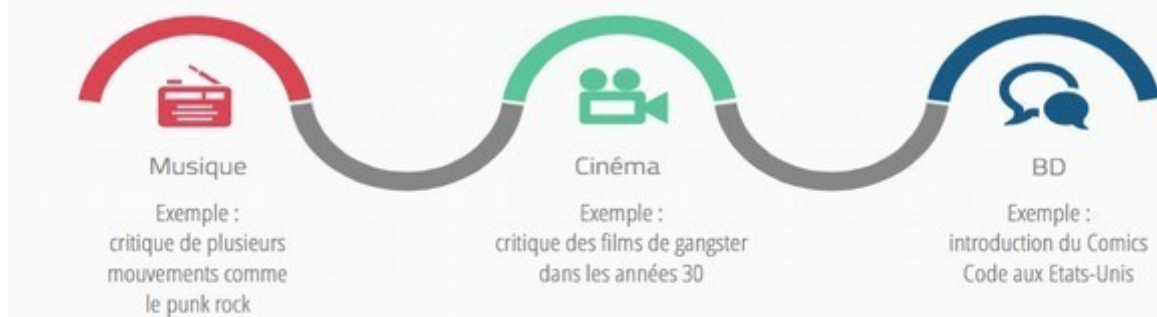 Musique
Exemple :
critique de plusieurs
mouvements comme
le punk rock
Cinéma
Exemple :
critique des films de gangster
dans les années 30
BD
Exemple :
introduction du Comics
Code aux Etats-Unis